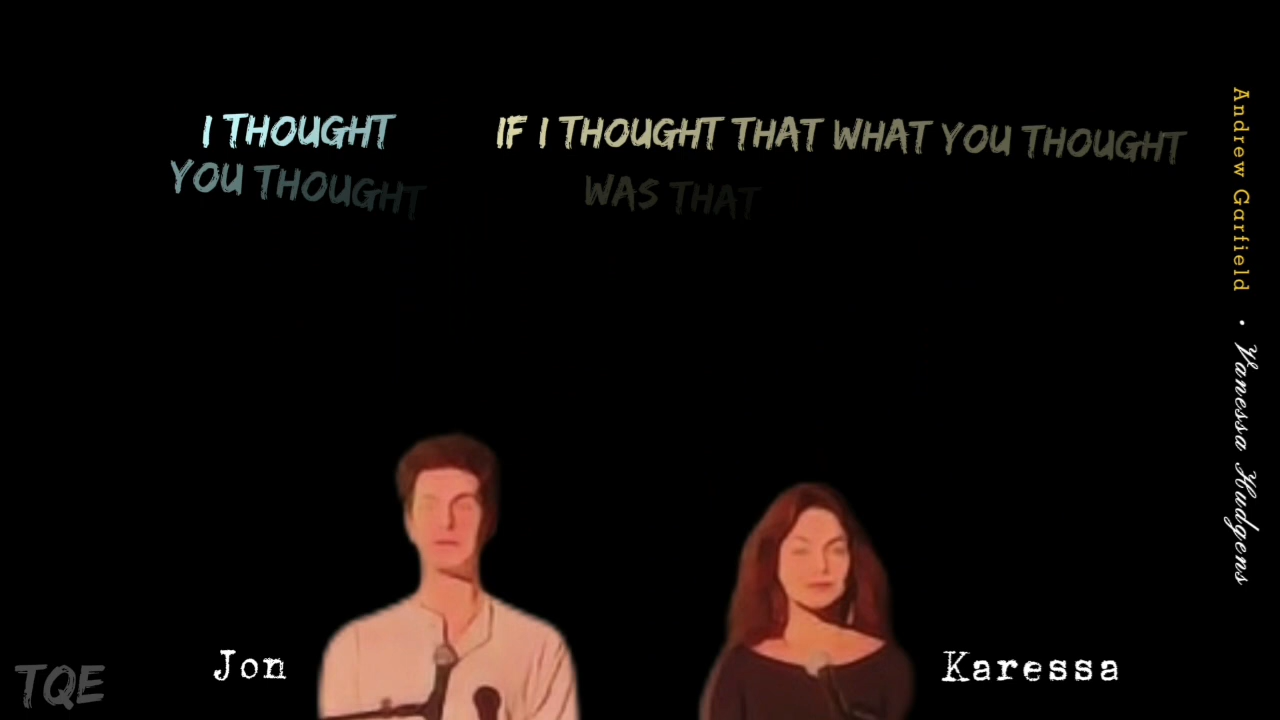 I THOUGHT
YOU THOUGHT
IF I THOUGHT THAT WHAT YOU THOUGHT
WAS THAT
Andrew Garfield • Vanessa Hudgens
Jon
Karessa
TQE